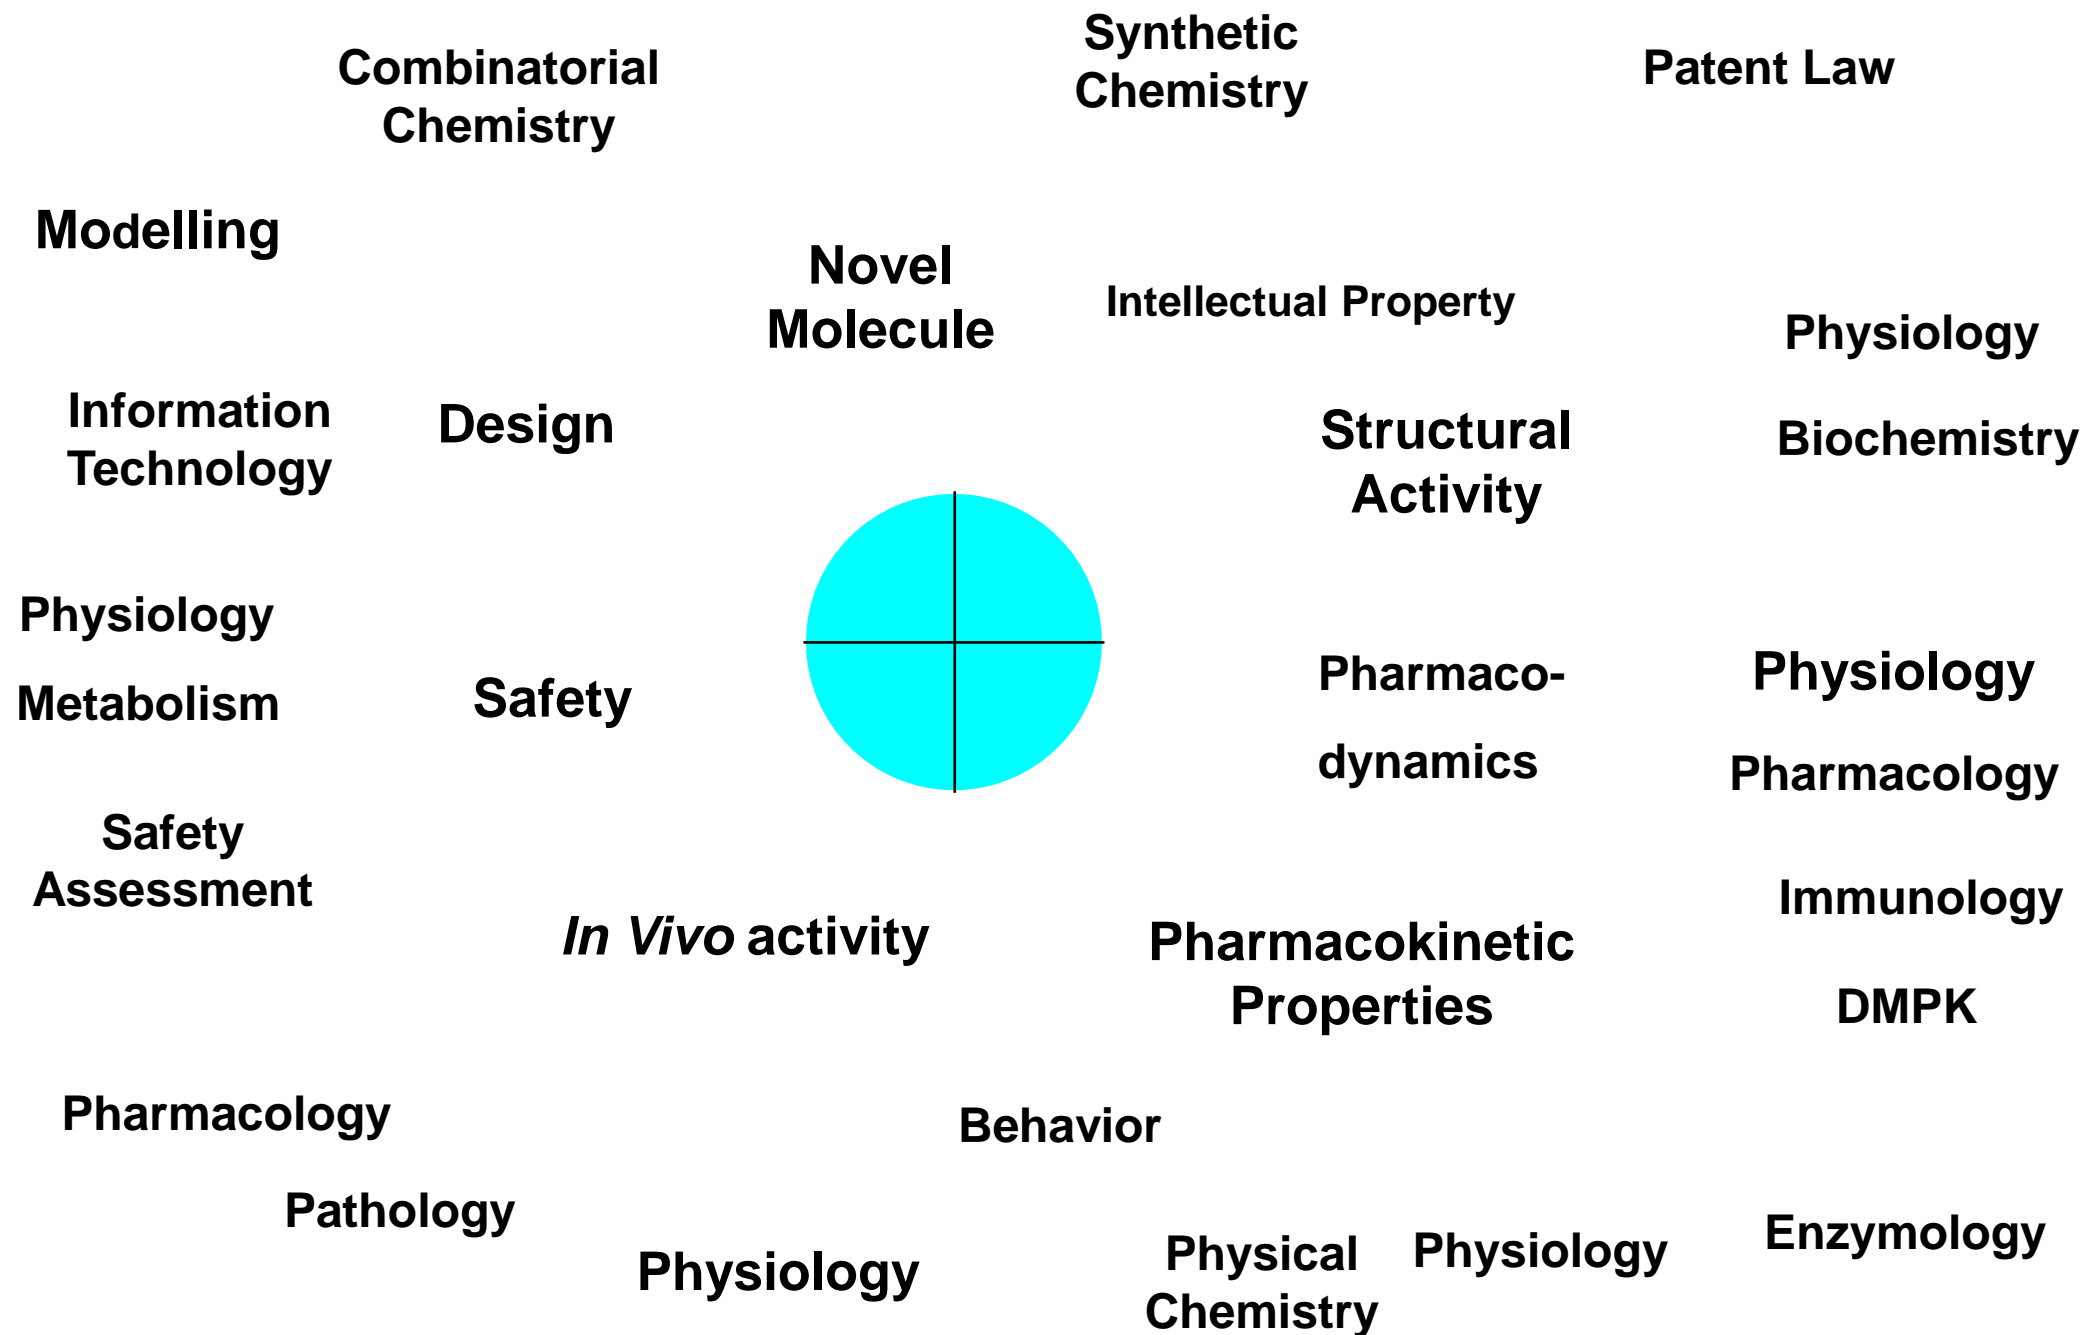 Combinatorial
Chemistry
Synthetic
Chemistry
Patent Law
Modelling
Novel
Molecule
Intellectual Property
Physiology
Information
Technology
Design
Structural
Activity
Biochemistry
Physiology
Metabolism
Safety
Pharmaco-
dynamics
Physiology
Pharmacology
Safety
Assessment
In Vivo activity
Pharmacokinetic
Properties
Immunology
DMPK
Pharmacology
Behavior
Pathology
Physiology
Physical
Chemistry
Physiology
Enzymology